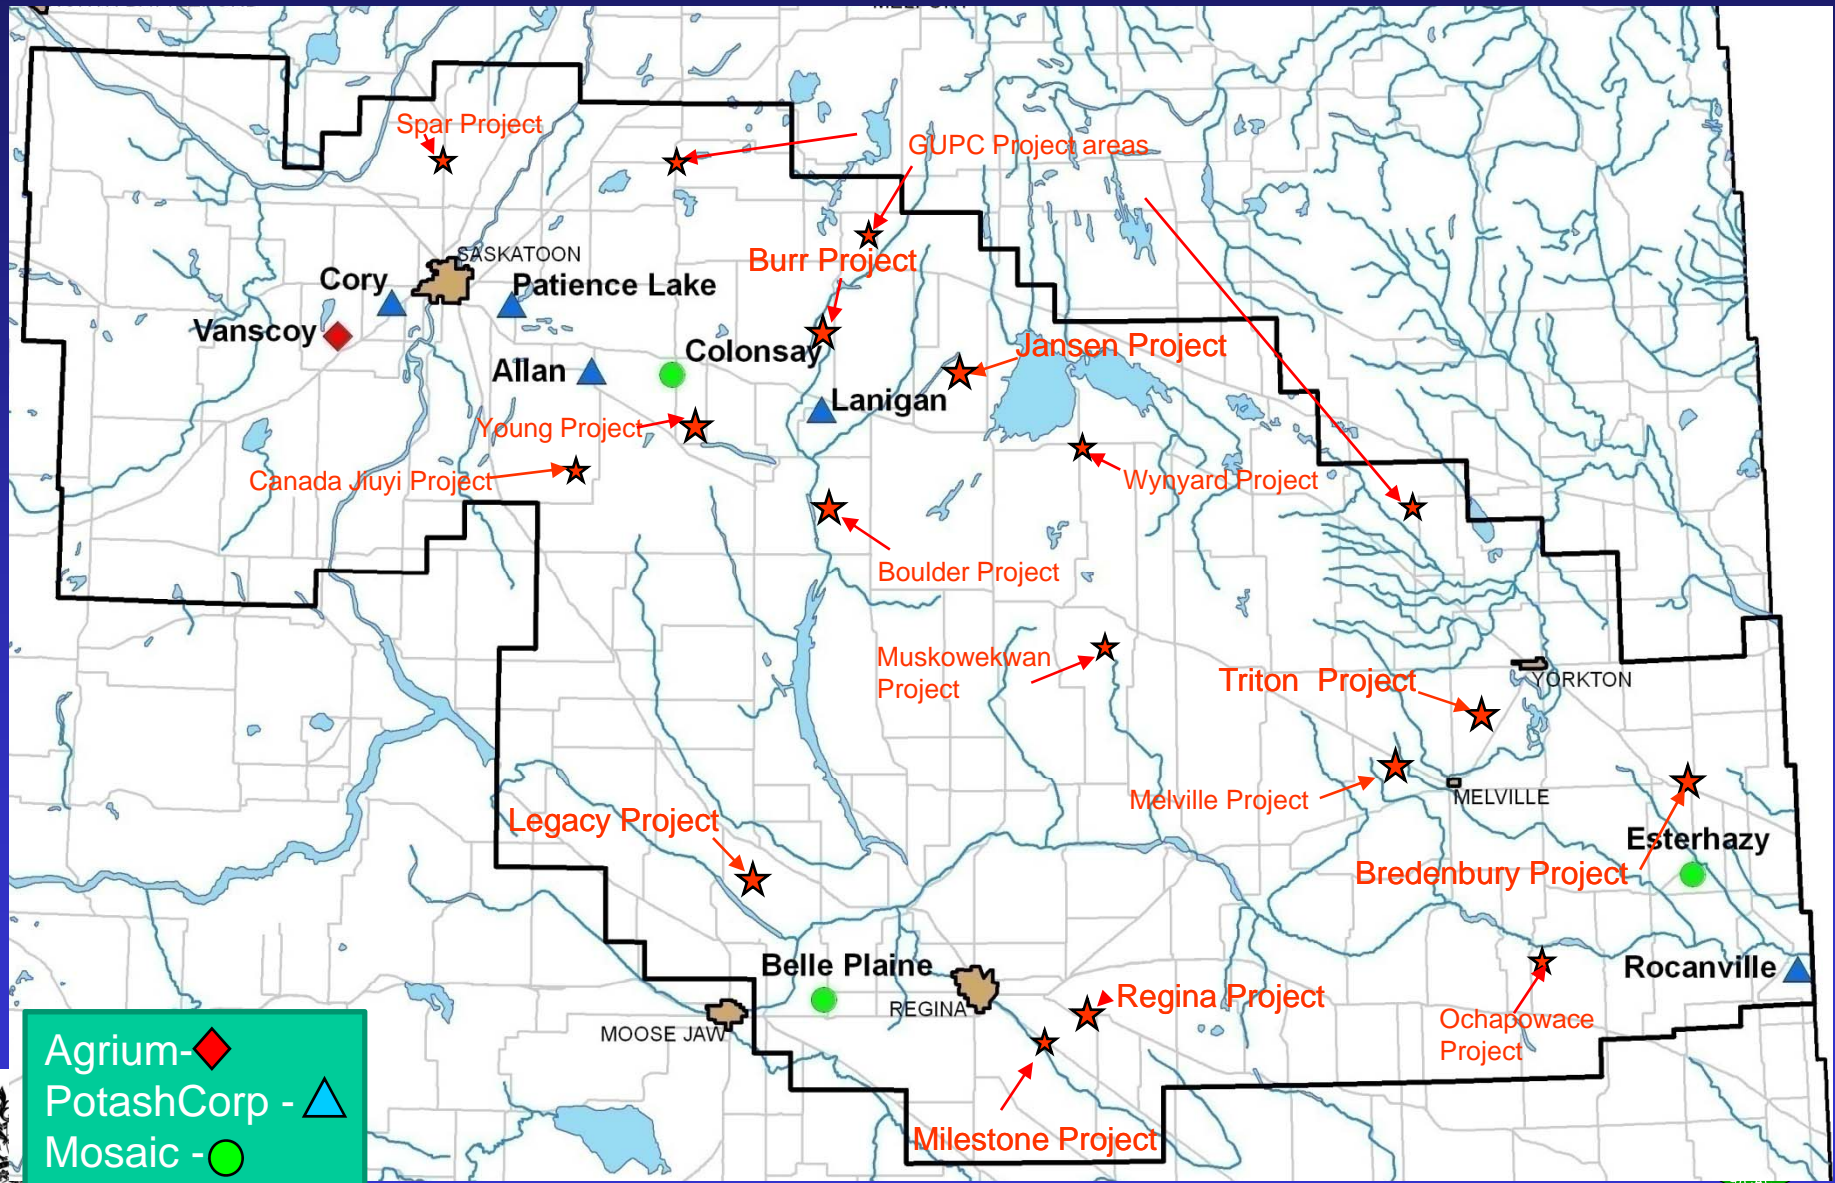 Spar Project
GUPC Project areas
SASKATOON
Burr Project
Cory
Patience Lake
Vanscoy
Colonsay
Jansen Project
Allan
Lanigan
Young Project
Canada Jiuyi Project
Wynyard Project
Boulder Project
Muskowekwan
Project
Triton Project
YORKTON
Melville Project
MELVILLE
Legacy Project
Esterhazy
Bredenbury Project
Belle Plaine
Rocanville
REGINA
Regina Project
MOOSE JAW
Ochapowace
Project
Milestone Project
Agrium-
PotashCorp -
Mosaic -